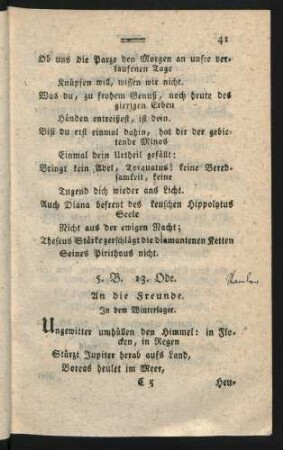 41
Ob uns die Parze den Morgen an unsre ver-
laufenen Tage
Knüpfen will, wissen wir nicht.
Was du, zu frohem Genuß, noch heute des
gierigen Erben
Händen entreißest, ist dein.
Bist du erst einmal dahin, hat dir der gebie-
tende Minos
Einmal dein Urtheil gefällt:
Bringt kein Adel, Torquatus! keine Bered-
samkeit, keine
Tugend dich wieder ans Licht.
Auch Diana befreyt des keuschen Hippolytus
Seele
Nicht aus der ewigen Nacht;
Theseus Stärke zerschlägt die diamantenen Ketten
Seines Pirithous nicht.
5. B. 13. Ode.
Ramler
An die Freunde.
In dem Winterlager.
Ungewitter umhüllen den Himmel: in Flo-
cken, in Regen
Stürzt Jupiter herab aufs Land,
Boreas heulet im Meer,
C 5
Heu-